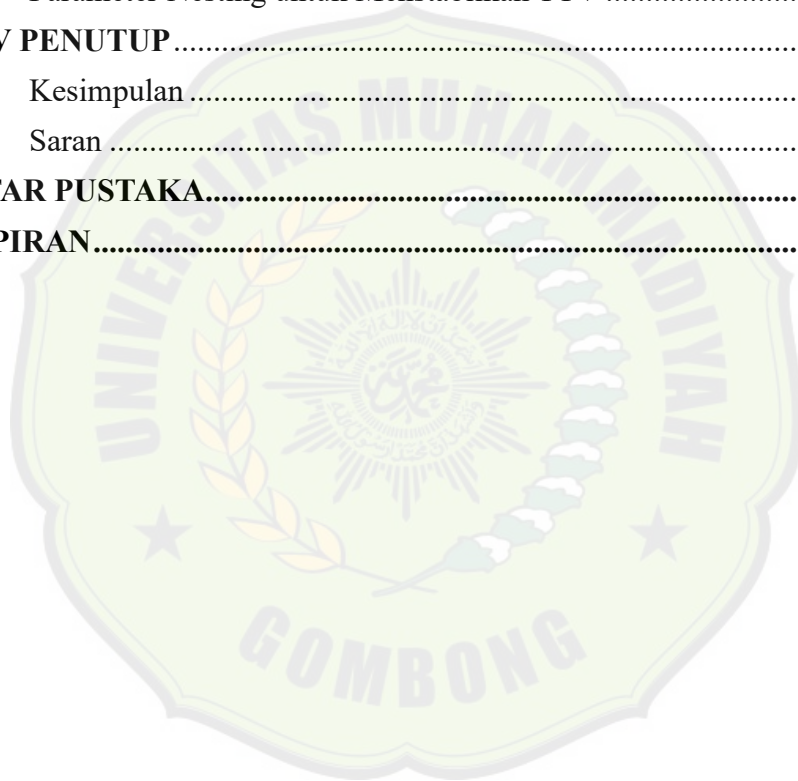 V PENUTUP................................................................................
Kesimpulan................................................................................
Saran................................................................................
TAR PUSTAKA................................................................................
PIRAN................................................................................
UNIVERSITAS MUHAMMADIYAH
GOMBONG